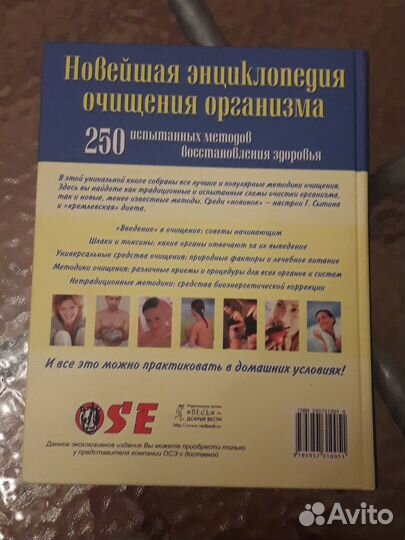 Новейшая энциклопедия
очищения организма
250 испытанных методов
восстановления здоровья
В этой уникальной книге собраны все лучшие и популярные методики очищения.
Здесь вы найдете как традиционные и испытанные схемы очистки организма,
так и новые, менее известные методы. Среди «новинок» – настрои Г. Сытина
и «кремлевская» диета.
«Введение» в очищение: советы начинающим
Шлаки и токсины: какие органы отвечают за их выведение
Универсальные средства очищения: природные факторы и лечебное питание
Методики очищения: различные приемы и процедуры для всех органов и систем
Нетрадиционные методики: средства биоэнергетической коррекции
И все это можно практиковать в домашних условиях!
OSE
«ВЕСЬ» –
ДОБРЫЕ ВЕСТИ
Данное эксклюзивное издание Вы можете приобрести только
у представителя компании ОСЭ с доставкой
Avito